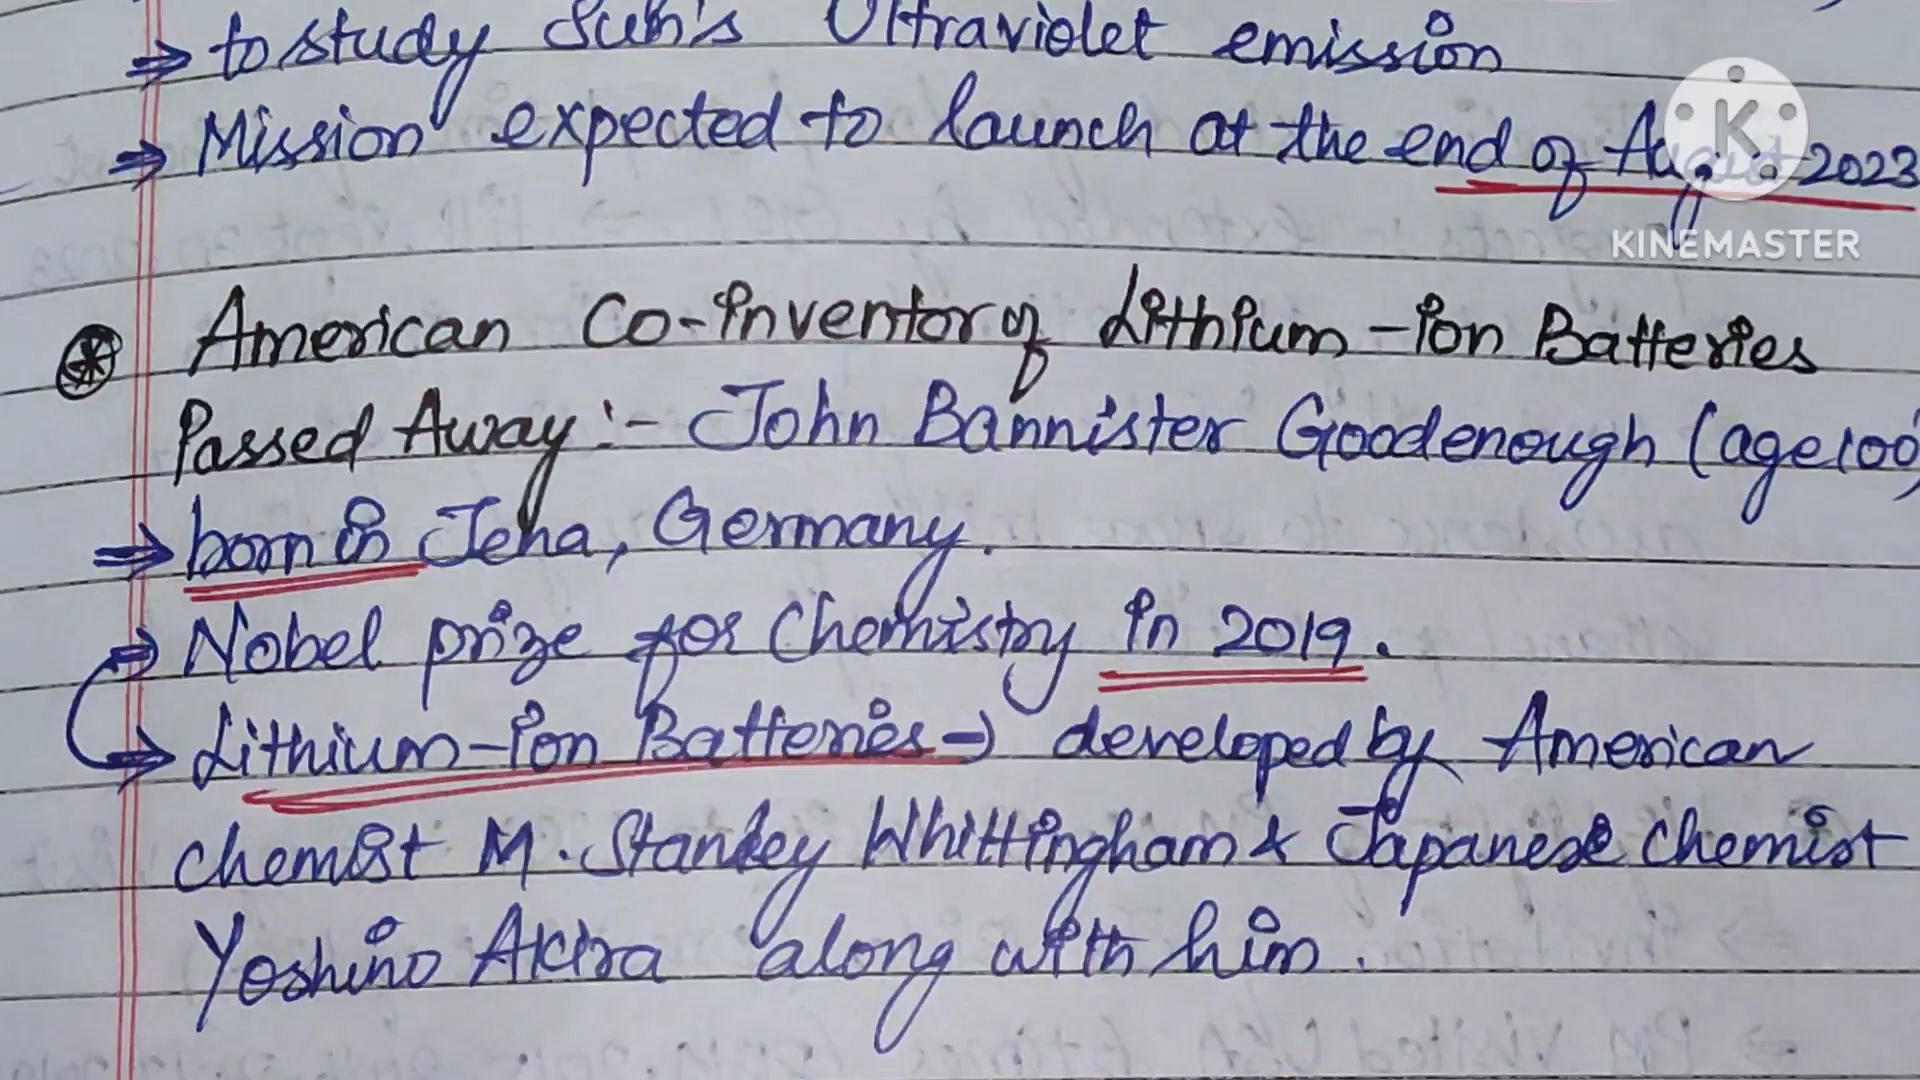 ⇒ to study Sun's Ultraviolet emission
⇒ Mission expected to launch at the end of August 2023
K
KINEMASTER
American Co-inventor of Lithium-ion Batteries
Passed Away :- John Bannister Goodenough (age 100)
⇒ born in Jena, Germany.
⇒ Nobel prize for Chemistry in 2019.
⇒ Lithium-ion Batteries → developed by American
chemist M. Stanley Whittingham & Japanese chemist
Yoshino Akira along with him.